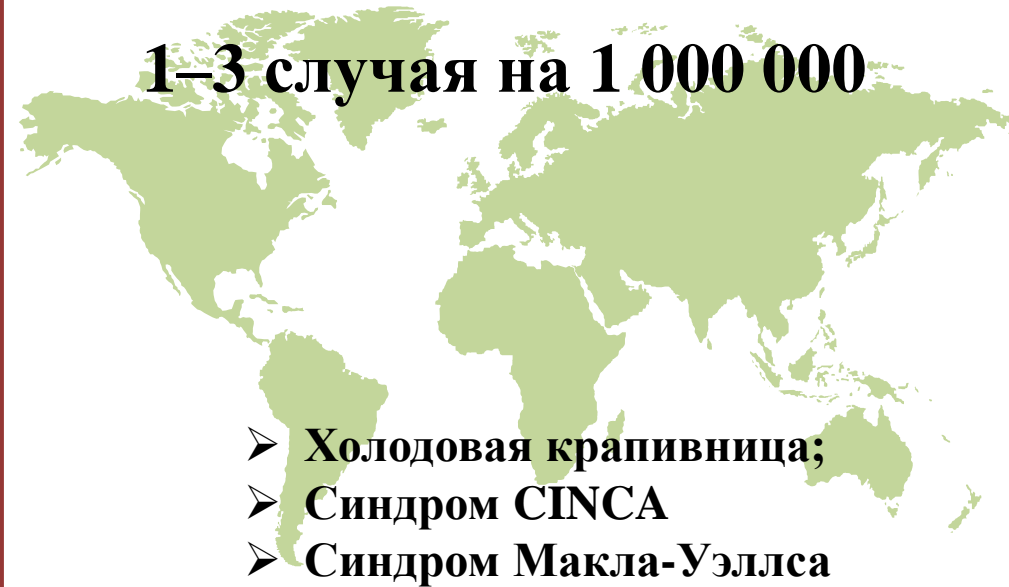 1–3 случая на 1 000 000
➢ Холодовая крапивница;
➢ Синдром CINCA
➢ Синдром Макла-Уэллса